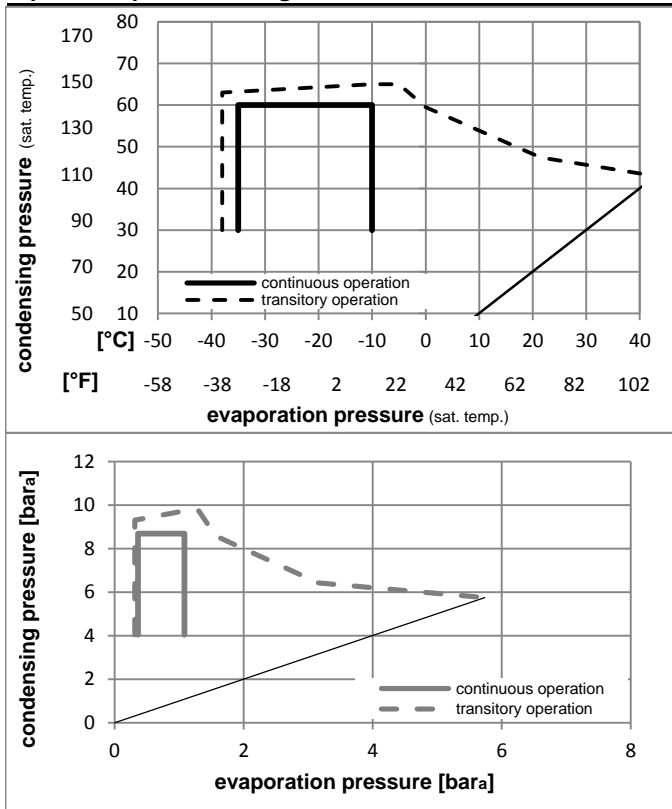 condensing pressure (sat. temp.)
170
150
130
110
90
70
50
80
70
60
50
40
30
20
10
continuous operation
transitory operation
[°C] -50 -40 -30 -20 -10 0 10 20 30 40
[°F] -58 -38 -18 2 22 42 62 82 102
evaporation pressure (sat. temp.)
condensing pressure [bara]
12
10
8
6
4
2
0
continuous operation
transitory operation
0 2 4 6 8
evaporation pressure [bara]